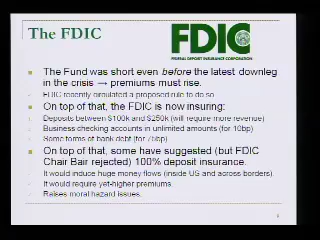 The FDIC
FDIC
FEDERAL DEPOSIT INSURANCE CORPORATION
The Fund was short even before the latest downleg
in the crisis → premiums must rise.
FDIC recently circulated a proposed rule to do so
On top of that, the FDIC is now insuring:
Deposits between $100k and $250k (will require more revenue)
Business checking accounts in unlimited amounts (for 10bp)
Some forms of bank debt (for 75bp)
On top of that, some have suggested (but FDIC
Chair Bair rejected) 100% deposit insurance.
It would induce huge money flows (inside US and across borders)
It would require yet-higher premiums.
Raises moral hazard issues.